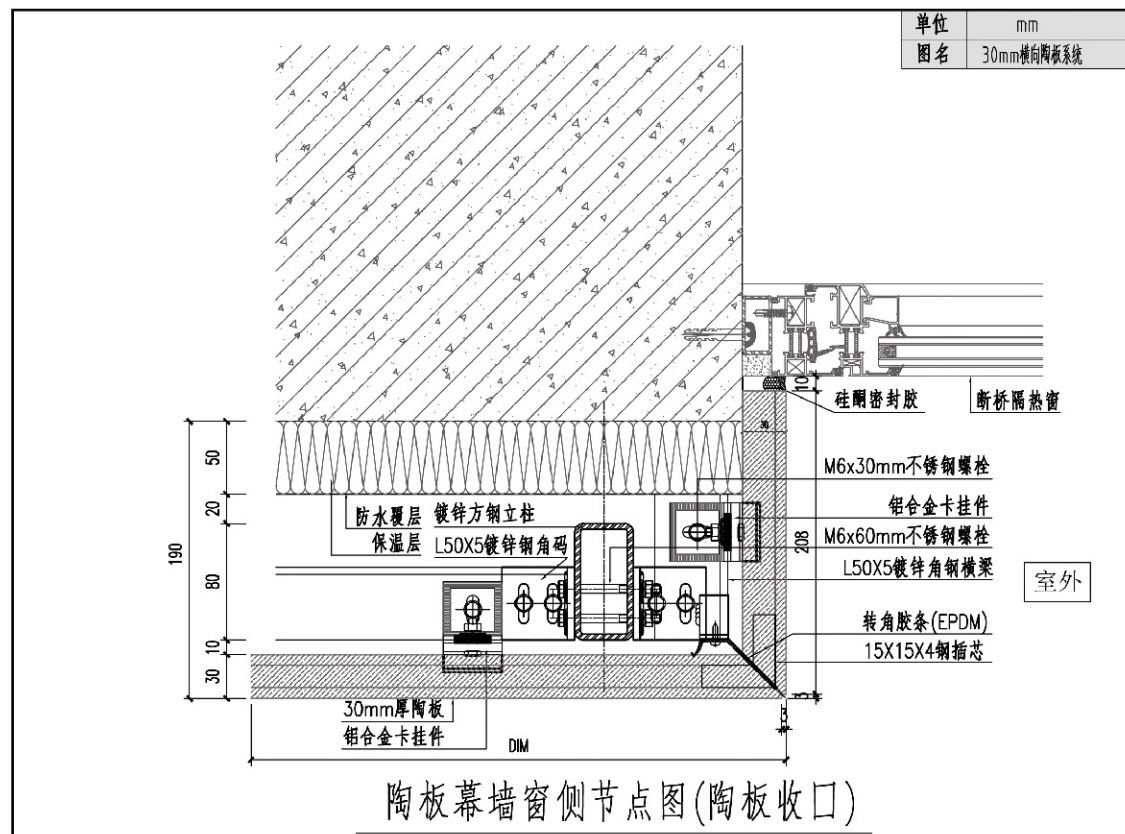 单位 mm
图名 30mm横向陶板系统
10
硅酮密封胶
断桥隔热窗
30
M6x30mm不锈钢螺栓
铝合金卡挂件
M6x60mm不锈钢螺栓
L50X5镀锌角钢横梁
208
室外
转角胶条(EPDM)
15X15X4钢插芯
190
50
20
80
10
30
防水覆层
保温层
镀锌方钢立柱
L50X5镀锌钢角码
30mm厚陶板
铝合金卡挂件
DIM
3
3
陶板幕墙窗侧节点图(陶板收口)